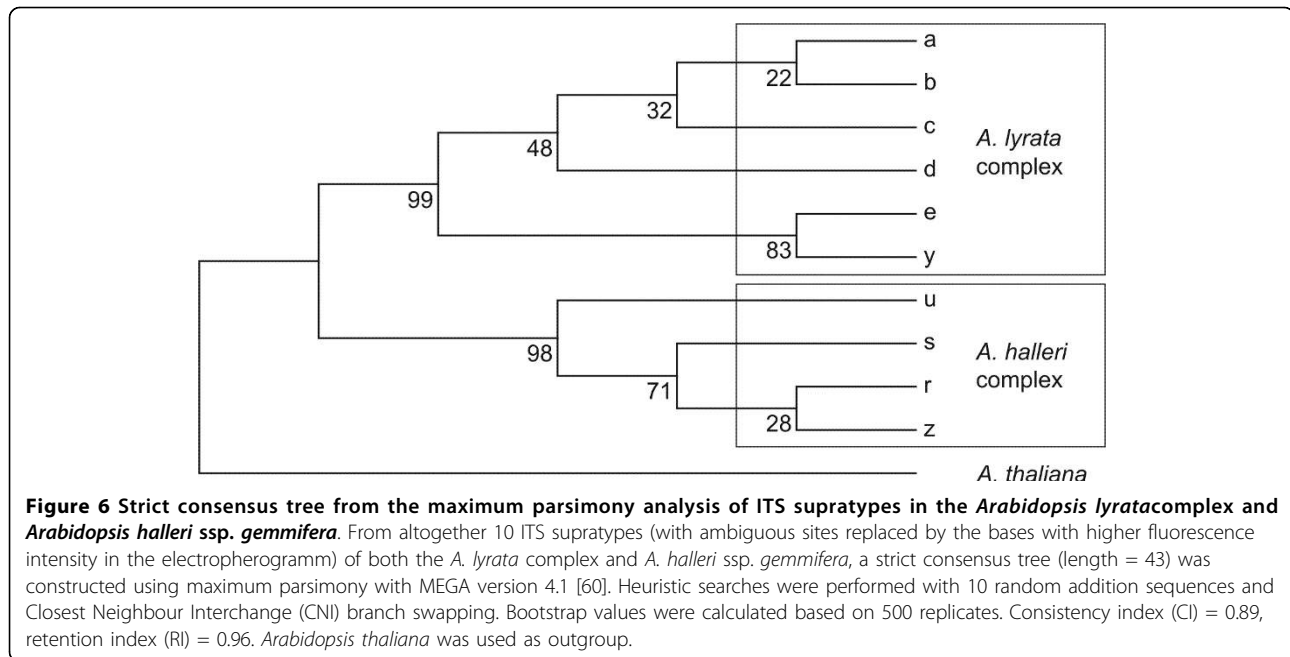 a
22
b
32
c
A. lyrata
complex
48
d
99
e
83
y
u
98
s
A. halleri
complex
71
r
28
z
A. thaliana
Figure 6 Strict consensus tree from the maximum parsimony analysis of ITS supratypes in the Arabidopsis lyratacomplex and
Arabidopsis halleri ssp. gemmifera. From altogether 10 ITS supratypes (with ambiguous sites replaced by the bases with higher fluorescence
intensity in the electropherogramm) of both the A. lyrata complex and A. halleri ssp. gemmifera, a strict consensus tree (length = 43) was
constructed using maximum parsimony with MEGA version 4.1 [60]. Heuristic searches were performed with 10 random addition sequences and
Closest Neighbour Interchange (CNI) branch swapping. Bootstrap values were calculated based on 500 replicates. Consistency index (CI) = 0.89,
retention index (RI) = 0.96. Arabidopsis thaliana was used as outgroup.